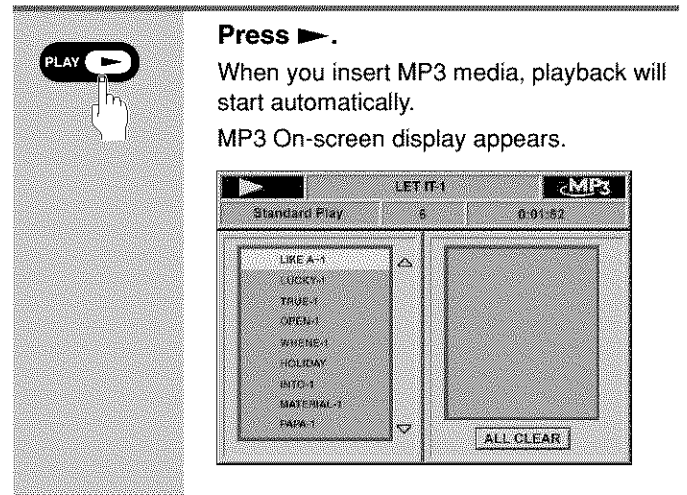 PLAY
Press ►.
When you insert MP3 media, playback will
start automatically.
MP3 On-screen display appears.
LET IT-1 MP3
Standard Play 6 0:01:52
LIKE A-1
LUCKY-1
TRUE-1
OPEN-1
WHENE-1
HOLIDAY
INTO-1
MATERIAL-1
PAPA-1
ALL CLEAR